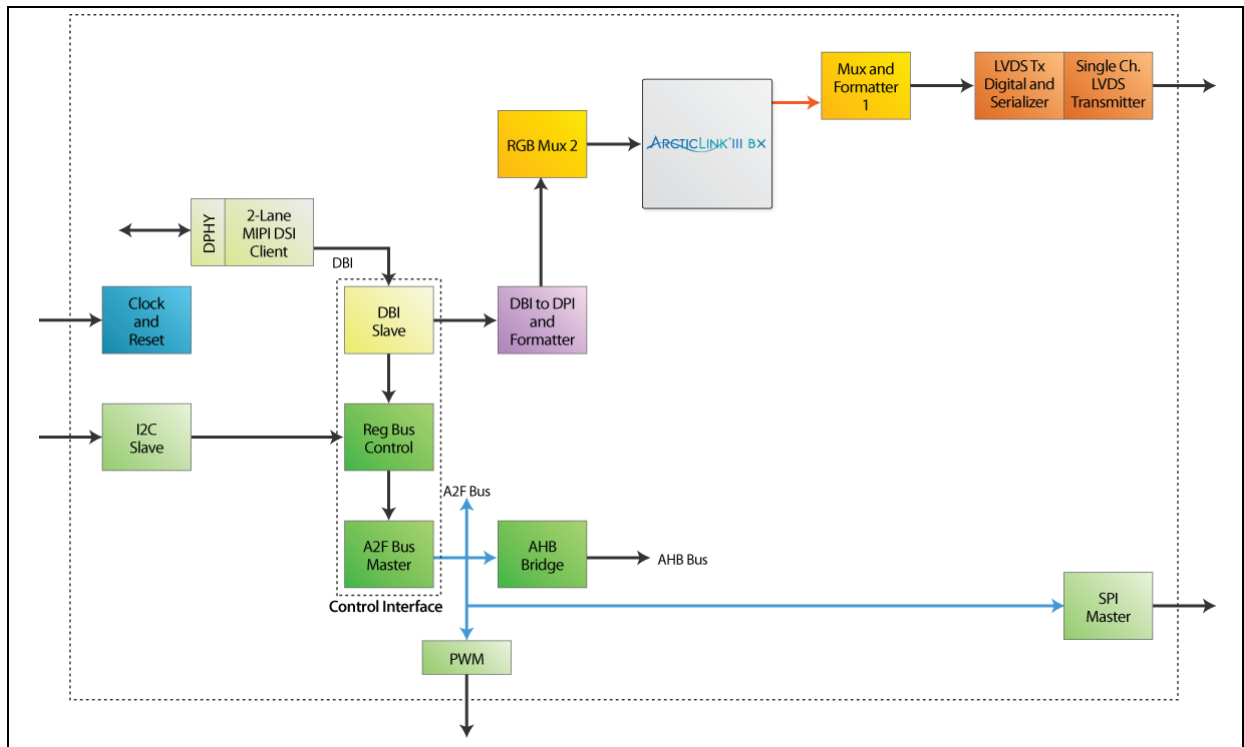 Mux and
Formatter
1
LVDS Tx
Digital and
Serializer
Single Ch.
LVDS
Transmitter
RGB Mux 2
ARCTICLINK III BX
DPHY
2-Lane
MIPI DSI
Client
DBI
Clock
and
Reset
DBI
Slave
DBI to DPI
and
Formatter
I2C
Slave
Reg Bus
Control
A2F Bus
A2F Bus
Master
AHB
Bridge
AHB Bus
Control Interface
SPI
Master
PWM